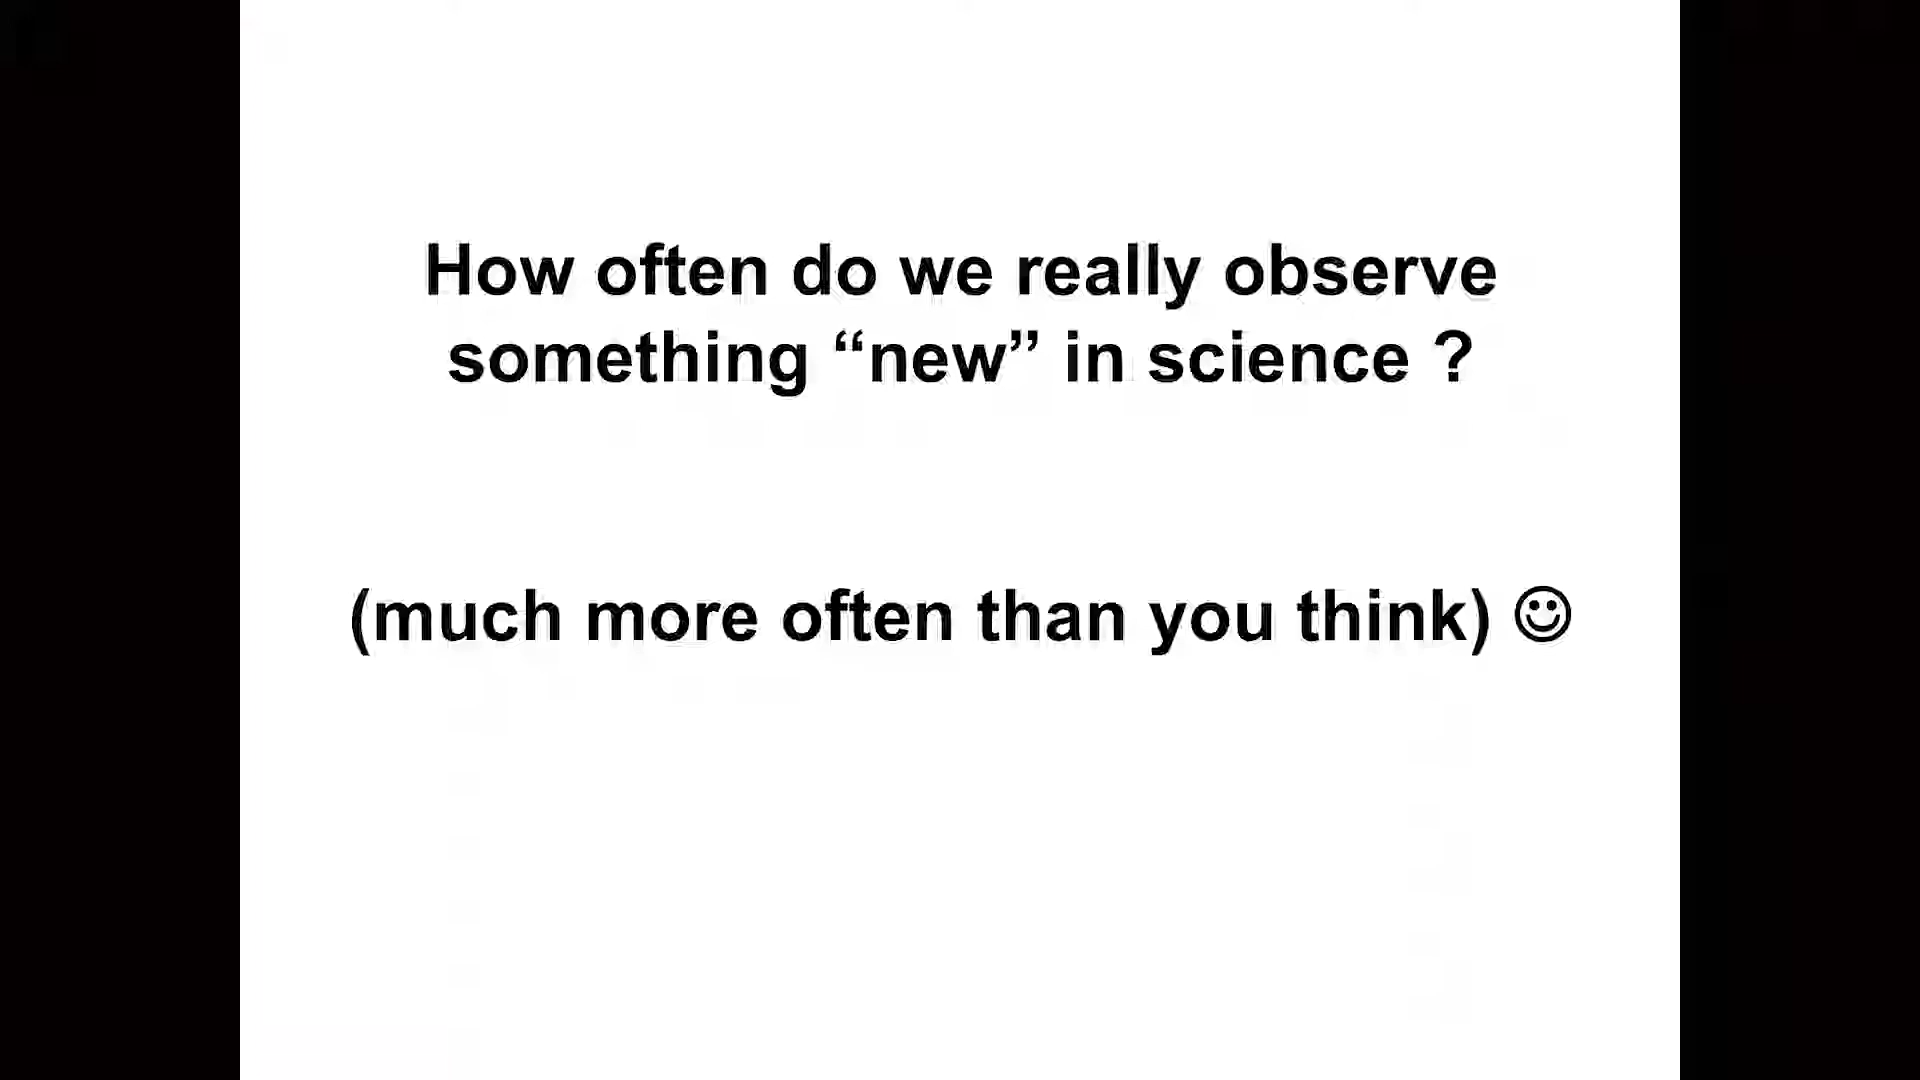 How often do we really observe
something “new” in science ?
(much more often than you think) ☺